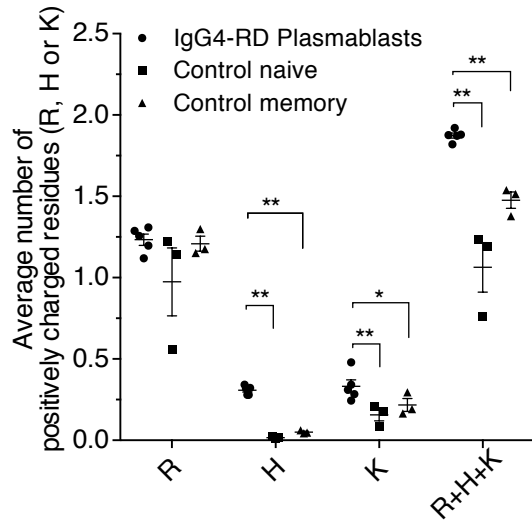 Average number of
positively charged residues (R, H or K)
2.5
2.0
1.5
1.0
0.5
0.0
IgG4-RD Plasmablasts
Control naive
Control memory
**
**
**
**
**
*
R
H
K
R+H+K